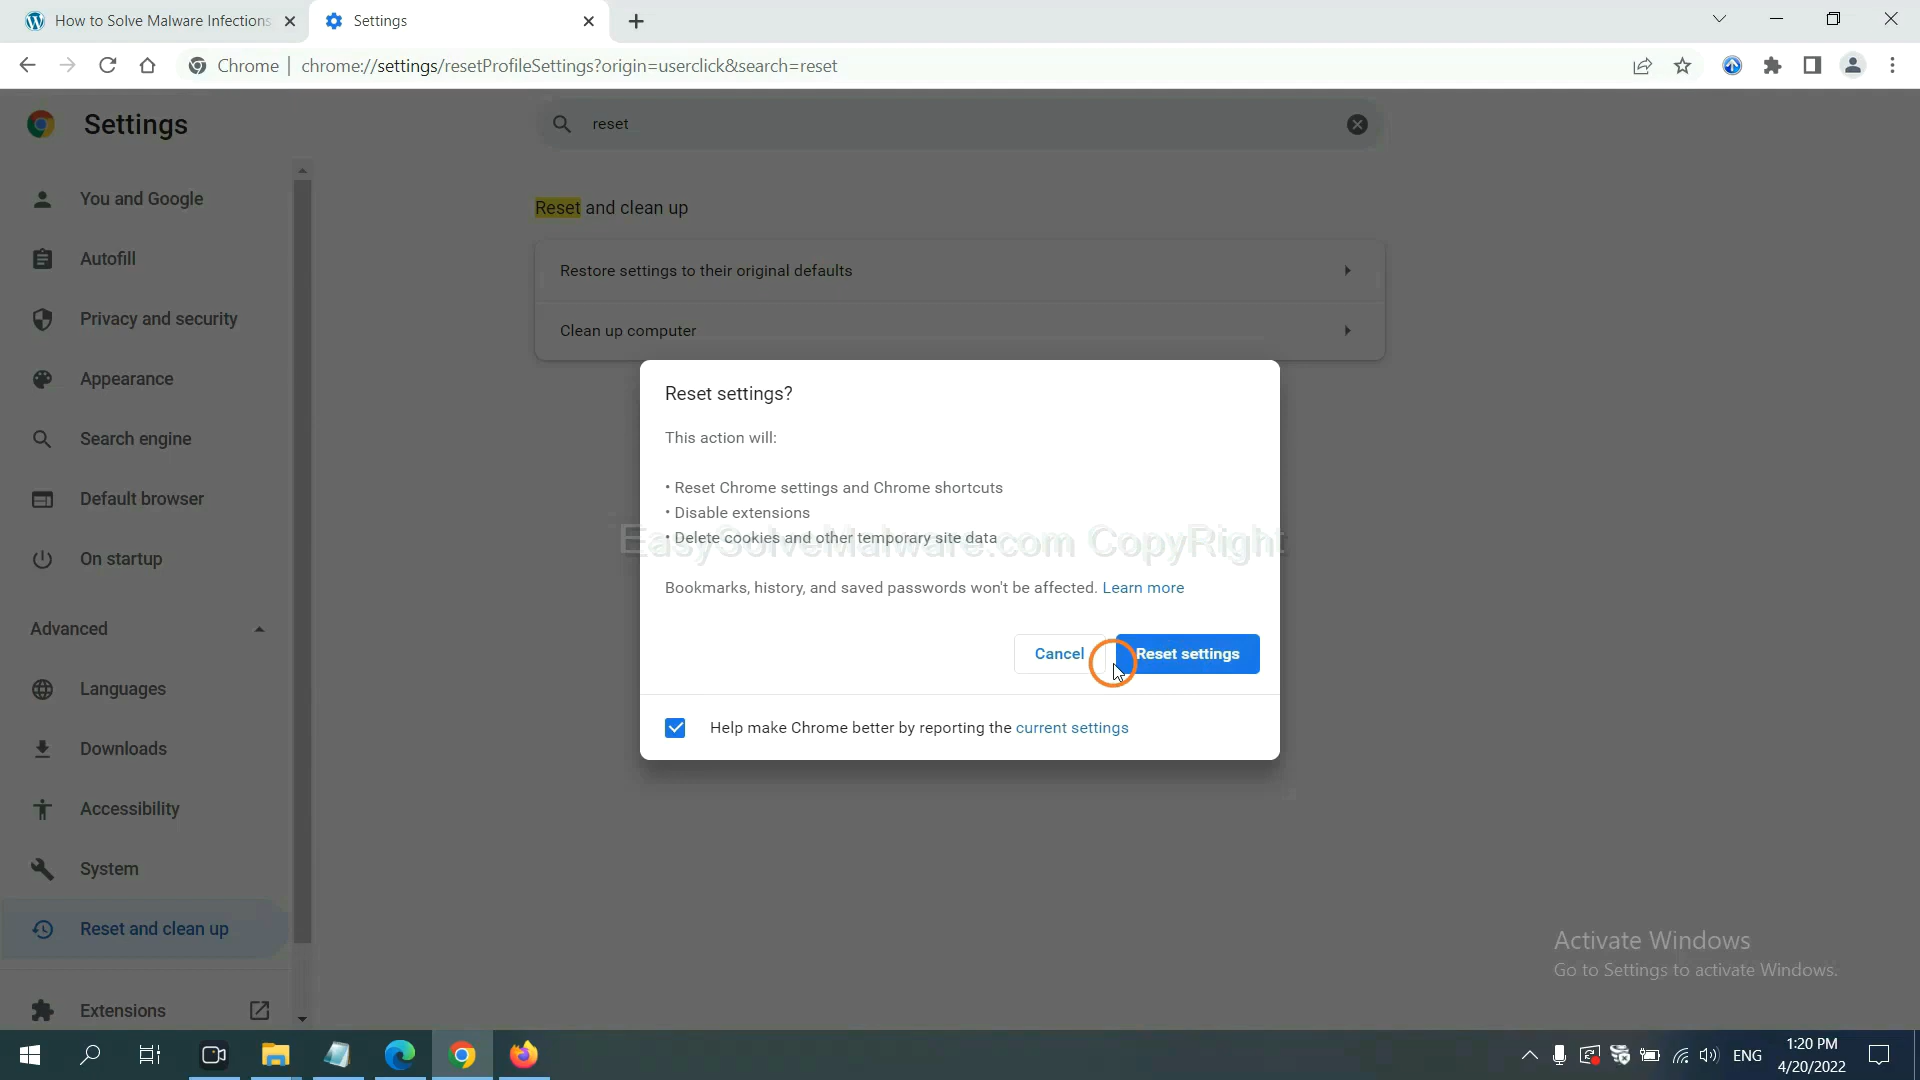 How to Solve Malware Infections
Settings
Chrome | chrome://settings/resetProfileSettings?origin=userclick&search=reset
Settings
reset
You and Google
Autofill
Privacy and security
Appearance
Search engine
Default browser
On startup
Advanced
Languages
Downloads
Accessibility
System
Reset and clean up
Extensions
Reset and clean up
Restore settings to their original defaults
Clean up computer
Reset settings?
This action will:
• Reset Chrome settings and Chrome shortcuts
• Disable extensions
• Delete cookies and other temporary site data
EasySolveMalware.com CopyRight
Bookmarks, history, and saved passwords won't be affected. Learn more
Cancel
Reset settings
Help make Chrome better by reporting the current settings
Activate Windows
Go to Settings to activate Windows.
ENG
1:20 PM
4/20/2022